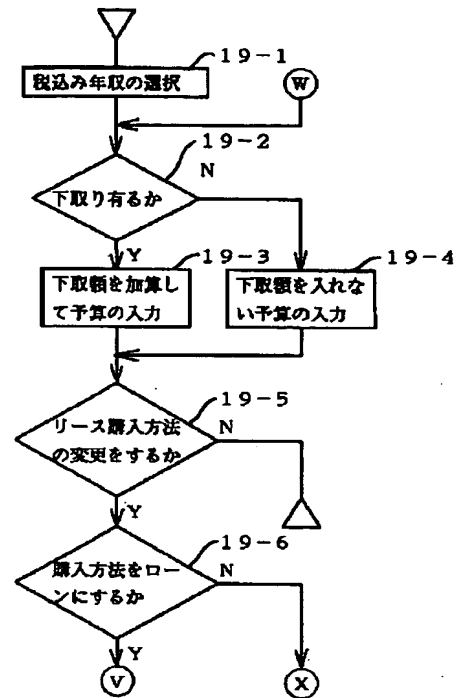 19-1
税込み年収の選択
W
19-2
N
下取り有るか
Y
19-3
19-4
下取額を加算し
て予算の入力
下取額を入れな
い予算の入力
19-5
リース購入方法
の変更をするか
N
Y
19-6
購入方法をロー
ンにするか
N
Y
V
X